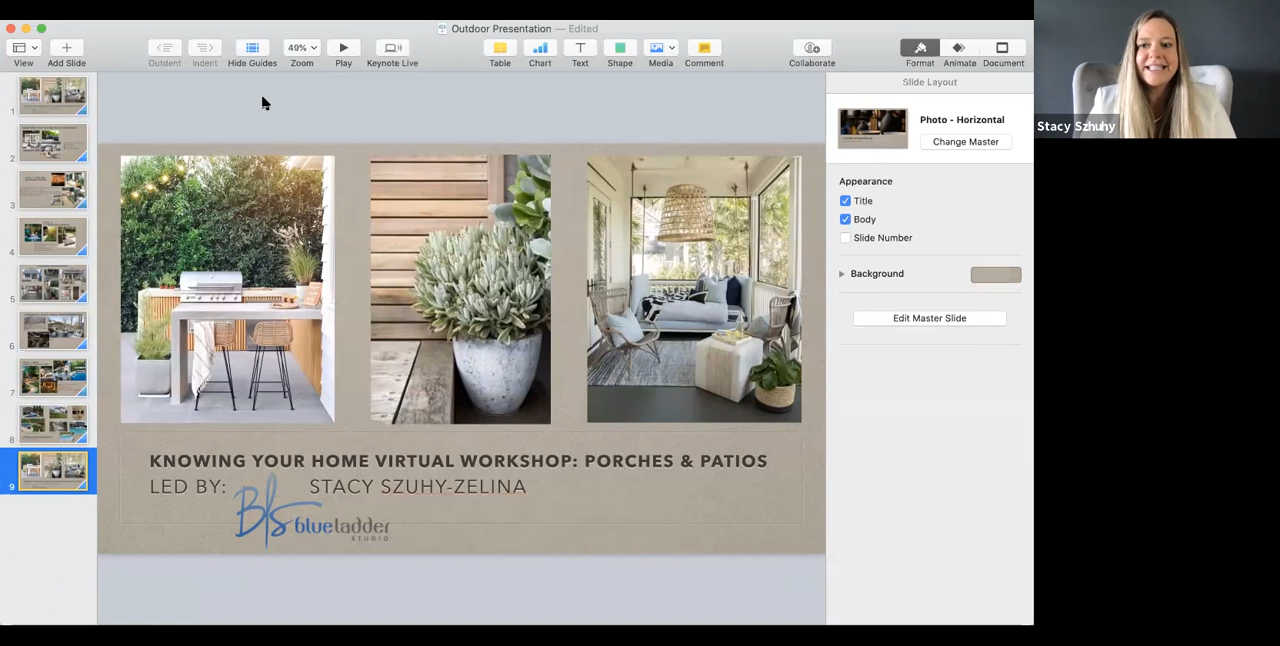 Outdoor Presentation — Edited
View
Add Slide
Outdent
Indent
Hide Guides
49%
Zoom
Play
Keynote Live
Table
Chart
Text
Shape
Media
Comment
Collaborate
Format
Animate
Document
Slide Layout
Photo - Horizontal
Change Master
Appearance
Title
Body
Slide Number
Background
Edit Master Slide
1
2
3
4
5
6
7
8
9
KNOWING YOUR HOME VIRTUAL WORKSHOP: PORCHES & PATIOS
LED BY: STACY SZUHY-ZELINA
Bls blueladder
STUDIO
Stacy Szhuhy